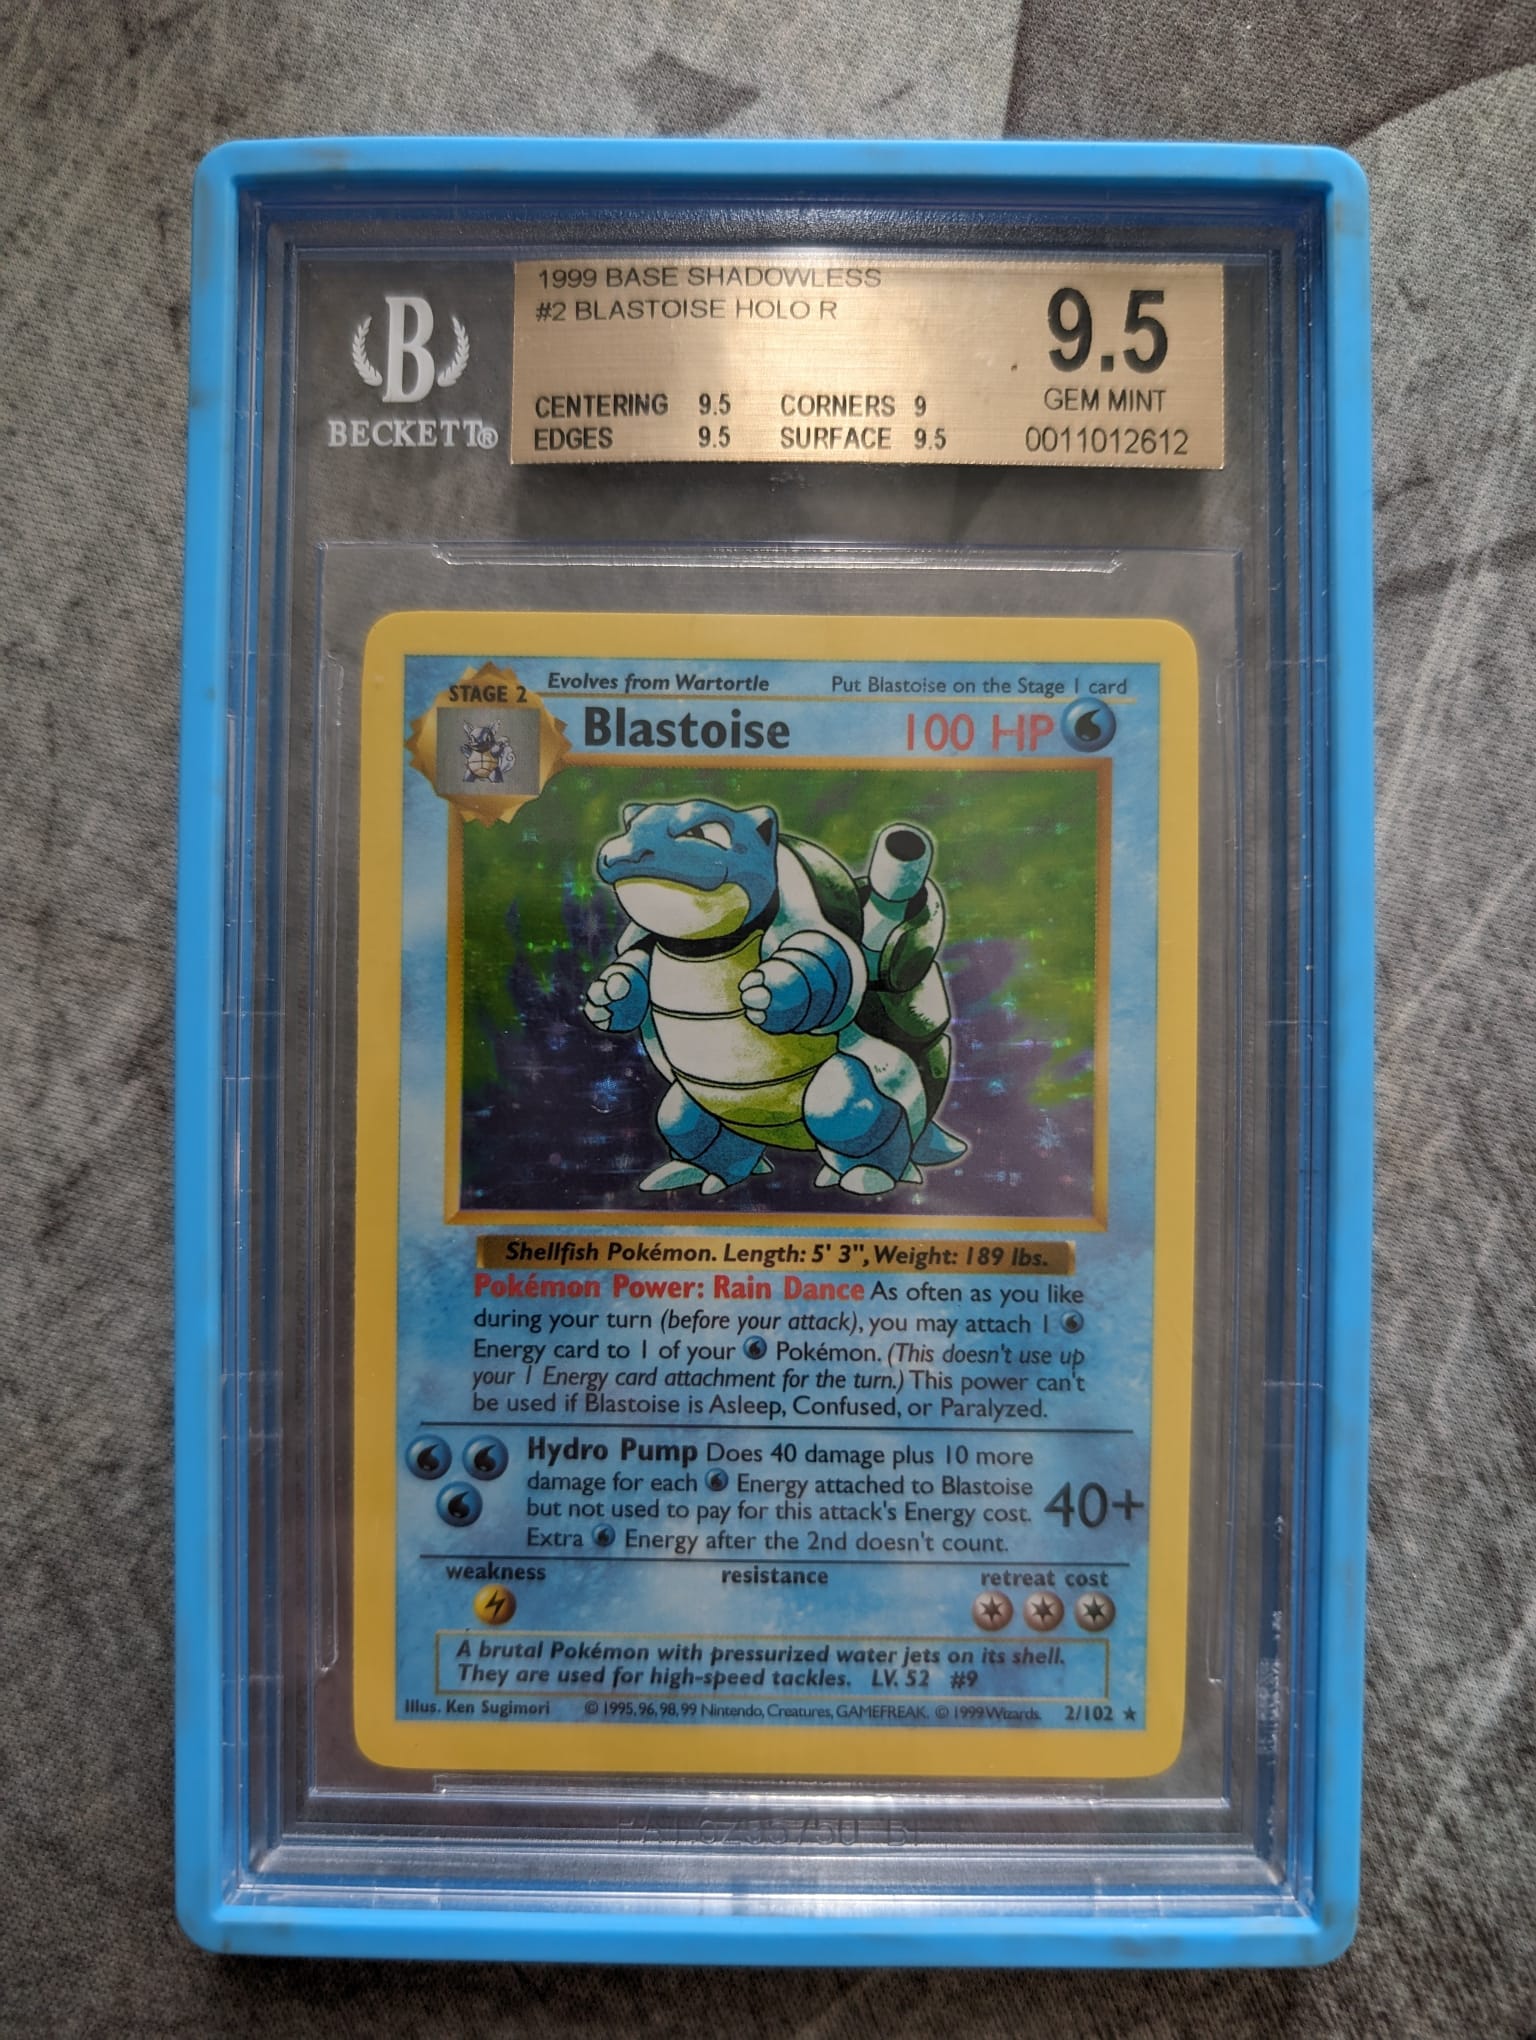 1999 BASE SHADOWLESS
#2 BLASTOISE HOLO R
9.5
GEM MINT
0011012612
CENTERING 9.5 CORNERS 9
EDGES 9.5 SURFACE 9.5
B
BECKETT®
STAGE 2
Evolves from Wartortle
Put Blastoise on the Stage 1 card
Blastoise
100 HP
Shellfish Pokémon. Length: 5' 3", Weight: 189 lbs.
Pokémon Power: Rain Dance As often as you like
during your turn (before your attack), you may attach 1
Energy card to 1 of your Pokémon. (This doesn't use up
your 1 Energy card attachment for the turn.) This power can't
be used if Blastoise is Asleep, Confused, or Paralyzed.
Hydro Pump Does 40 damage plus 10 more
damage for each Energy attached to Blastoise
but not used to pay for this attack's Energy cost.
Extra Energy after the 2nd doesn't count.
40+
weakness
resistance
retreat cost
A brutal Pokémon with pressurized water jets on its shell.
They are used for high-speed tackles. LV. 52 #9
Illus. Ken Sugimori
© 1995, 96, 98, 99 Nintendo, Creatures, GAMEFREAK. © 1999 Wizards.
2/102 ★